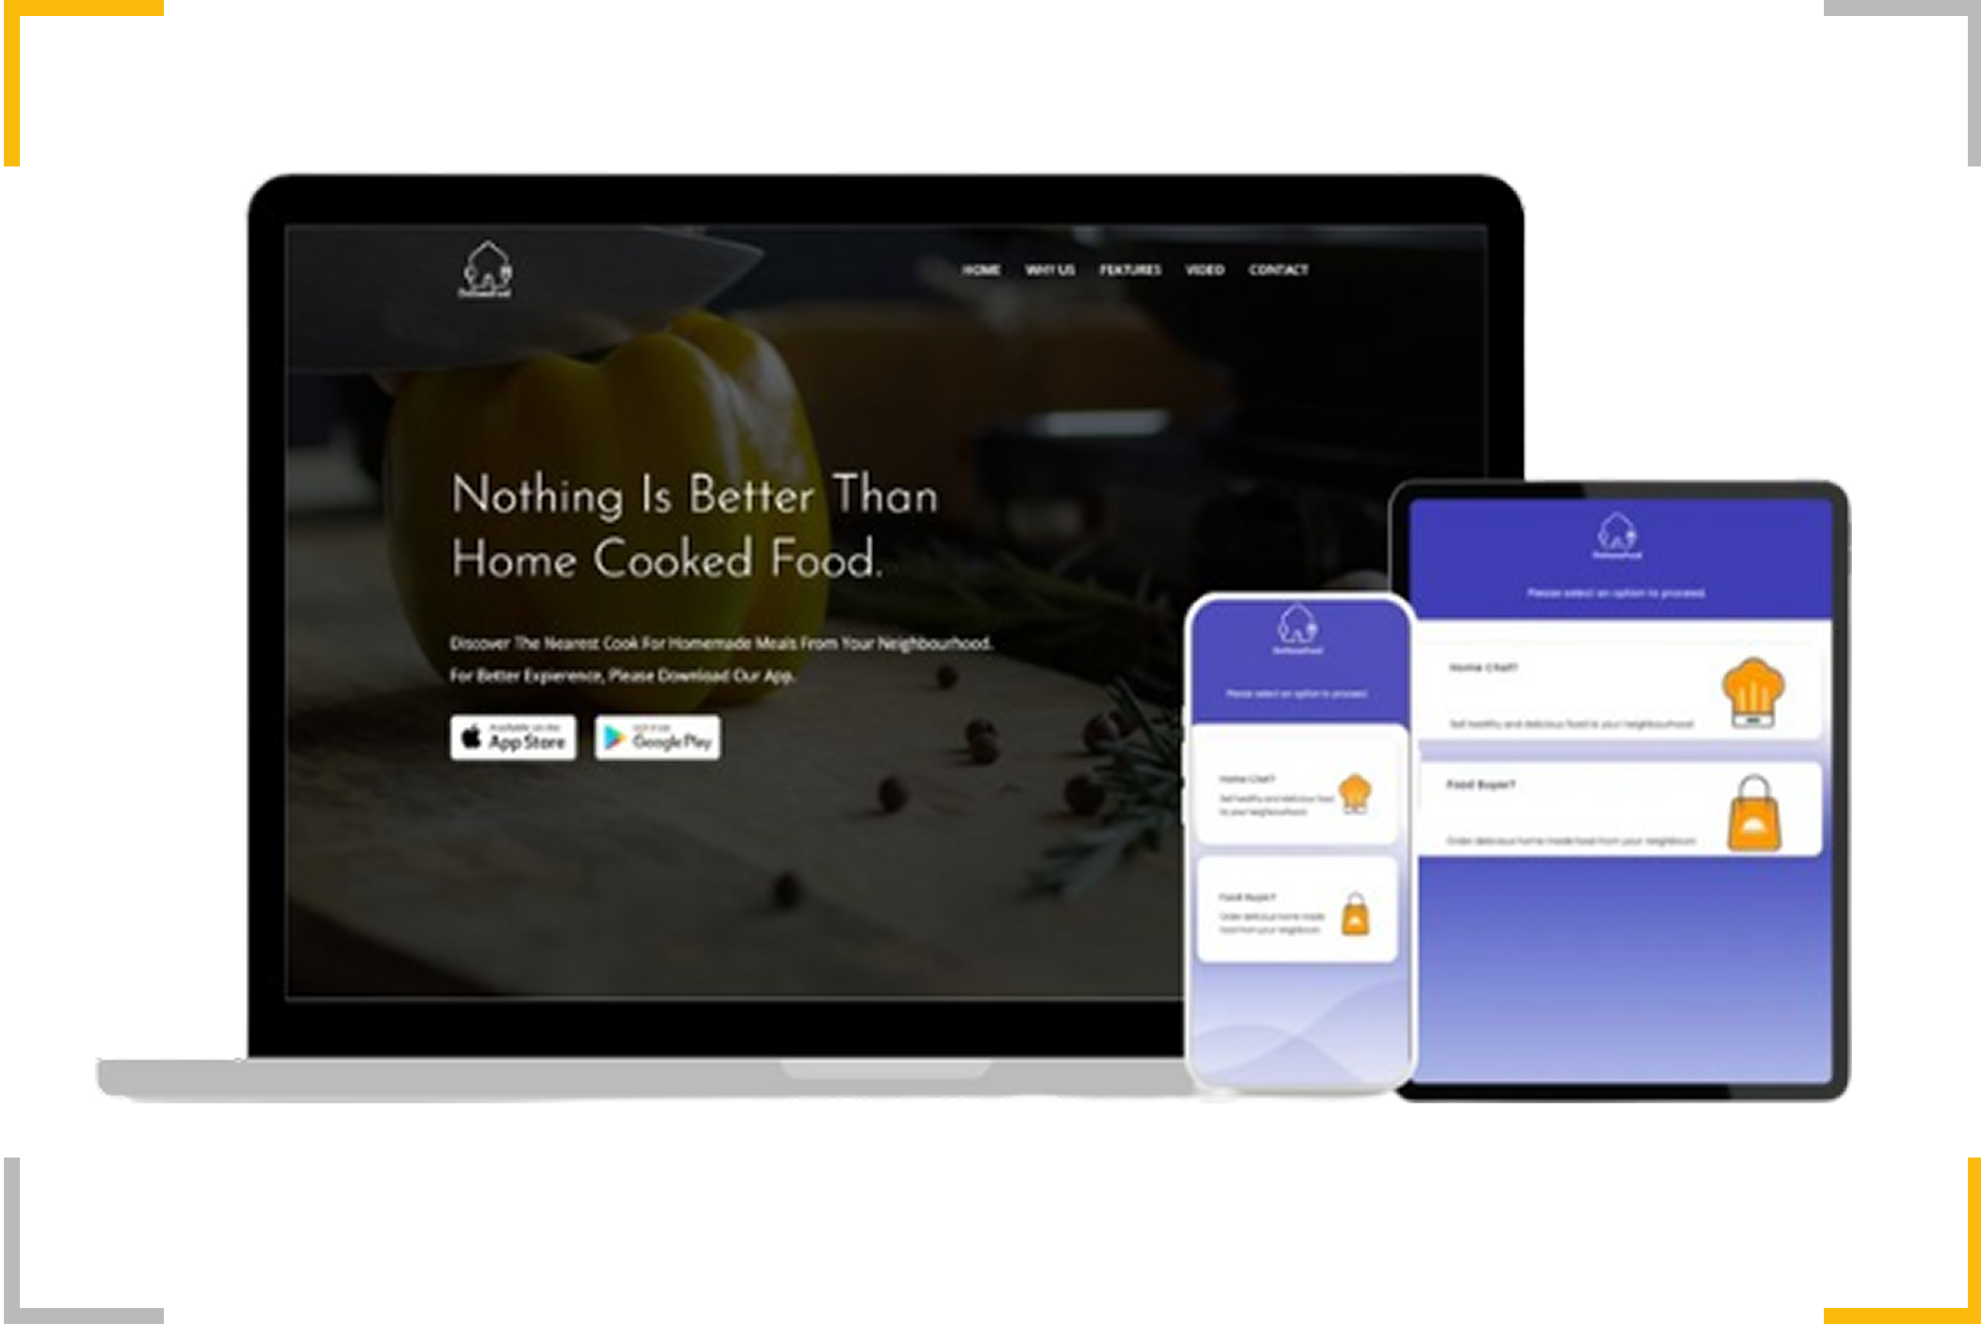 HOME WHY US FEATURES VIDEO CONTACT
Nothing Is Better Than
Home Cooked Food.
Discover The Nearest Cook For Homemade Meals From Your Neighbourhood.
For Better Expierence, Please Download Our App.
Available on the
App Store
GET IT ON
Google Play
Please select an option to proceed.
Home Chef?
Sell healthy and delicious food
to your neighbourhood
Food Buyer?
Order delicious home made
food from your neighbours
Please select an option to proceed.
Home Chef?
Sell healthy and delicious food to your neighbourhood
Food Buyer?
Order delicious home made food from your neighbours